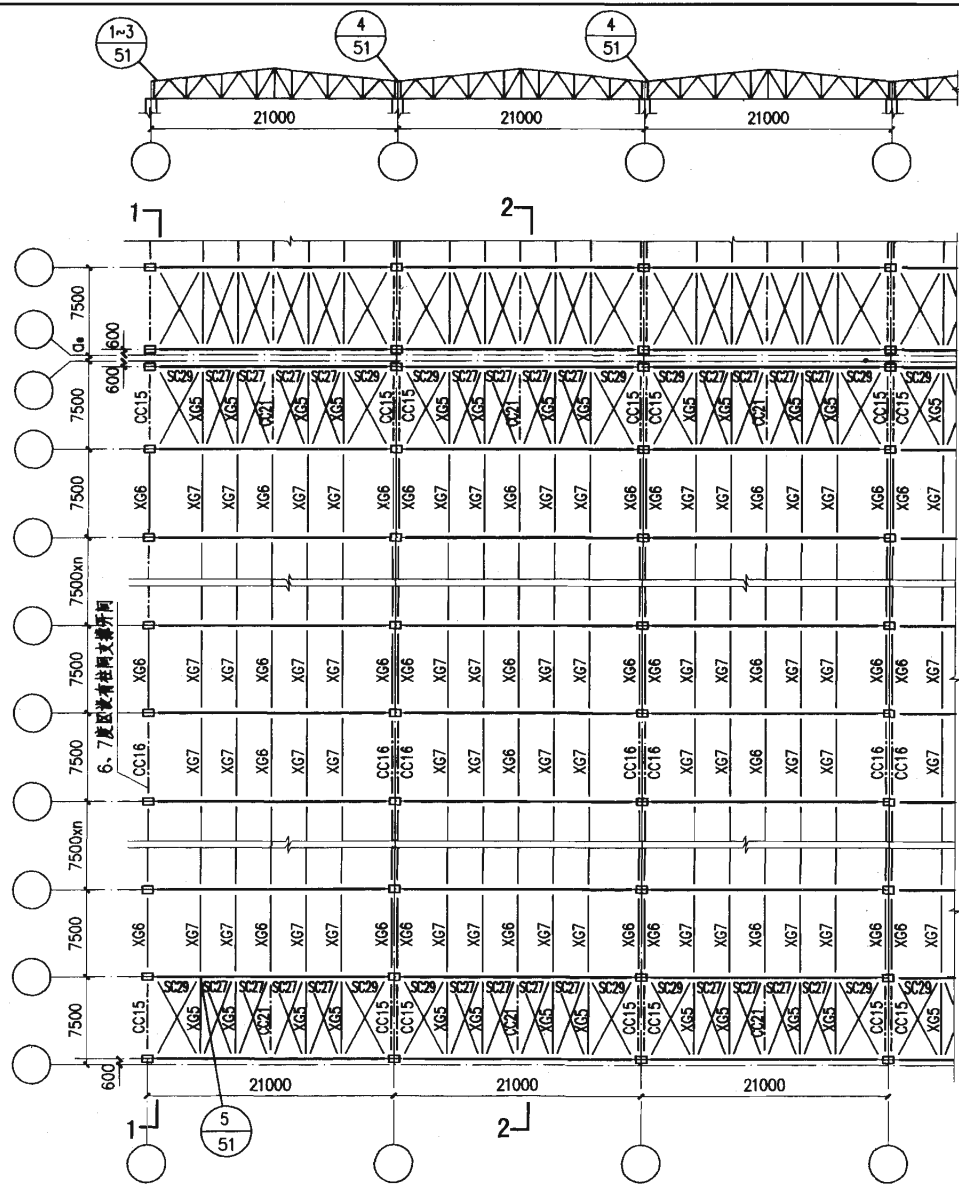 1~3
51
4
51
4
51
21000 21000 21000
1 2
7500
600
aₑ
600
7500
SC29 SC27 SC27 SC27 SC27 SC29 SC29 SC27 SC27 SC27 SC27 SC29 SC29 SC27 SC27 SC27 SC27 SC29 SC29
CC15 XG5 XG5 CC21 XG5 XG5 CC15 CC15 XG5 XG5 CC21 XG5 XG5 CC15 CC15 XG5 XG5 CC21 XG5 XG5 CC15 CC15 XG5
7500
XG6 XG7 XG7 XG6 XG7 XG7 XG6 XG6 XG7 XG7 XG6 XG7 XG7 XG6 XG6 XG7 XG7 XG6 XG7 XG7 XG6 XG6 XG7
7500xn
6、7度区设有柱间支撑开间
7500
XG6 XG7 XG7 XG6 XG7 XG7 XG6 XG6 XG7 XG7 XG6 XG7 XG7 XG6 XG6 XG7 XG7 XG6 XG7 XG7 XG6 XG6 XG7
7500
CC16 XG7 XG7 XG6 XG7 XG7 CC16 CC16 XG7 XG7 XG6 XG7 XG7 CC16 CC16 XG7 XG7 XG6 XG7 XG7 CC16 CC16 XG7
7500xn
7500
XG6 XG7 XG7 XG6 XG7 XG7 XG6 XG6 XG7 XG7 XG6 XG7 XG7 XG6 XG6 XG7 XG7 XG6 XG7 XG7 XG6 XG6 XG7
7500
SC29 SC27 SC27 SC27 SC27 SC29 SC29 SC27 SC27 SC27 SC27 SC29 SC29 SC27 SC27 SC27 SC27 SC29 SC29
CC15 XG5 XG5 CC21 XG5 XG5 CC15 CC15 XG5 XG5 CC21 XG5 XG5 CC15 CC15 XG5 XG5 CC21 XG5 XG5 CC15 CC15 XG5
600
21000 21000 21000
1 2
5
51